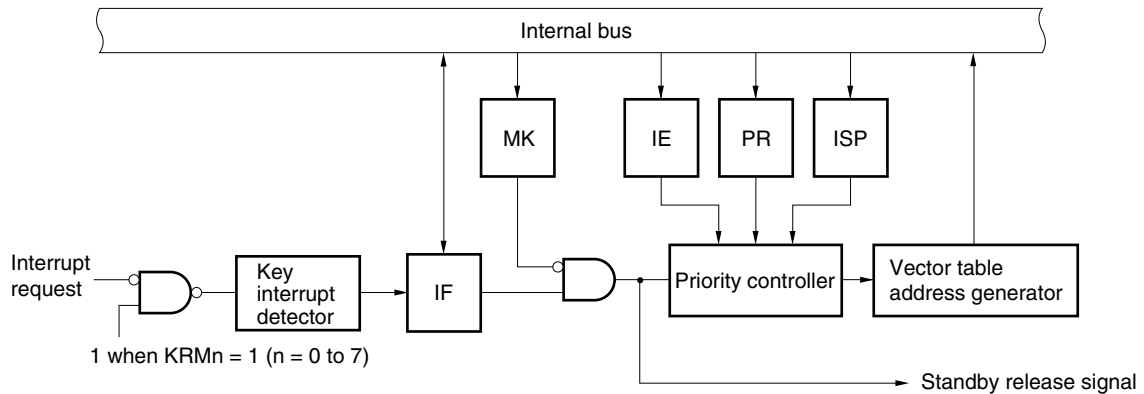 Internal bus
MK
IE
PR
ISP
Interrupt
request
Key
interrupt
detector
IF
Priority controller
Vector table
address generator
1 when KRMn = 1 (n = 0 to 7)
Standby release signal